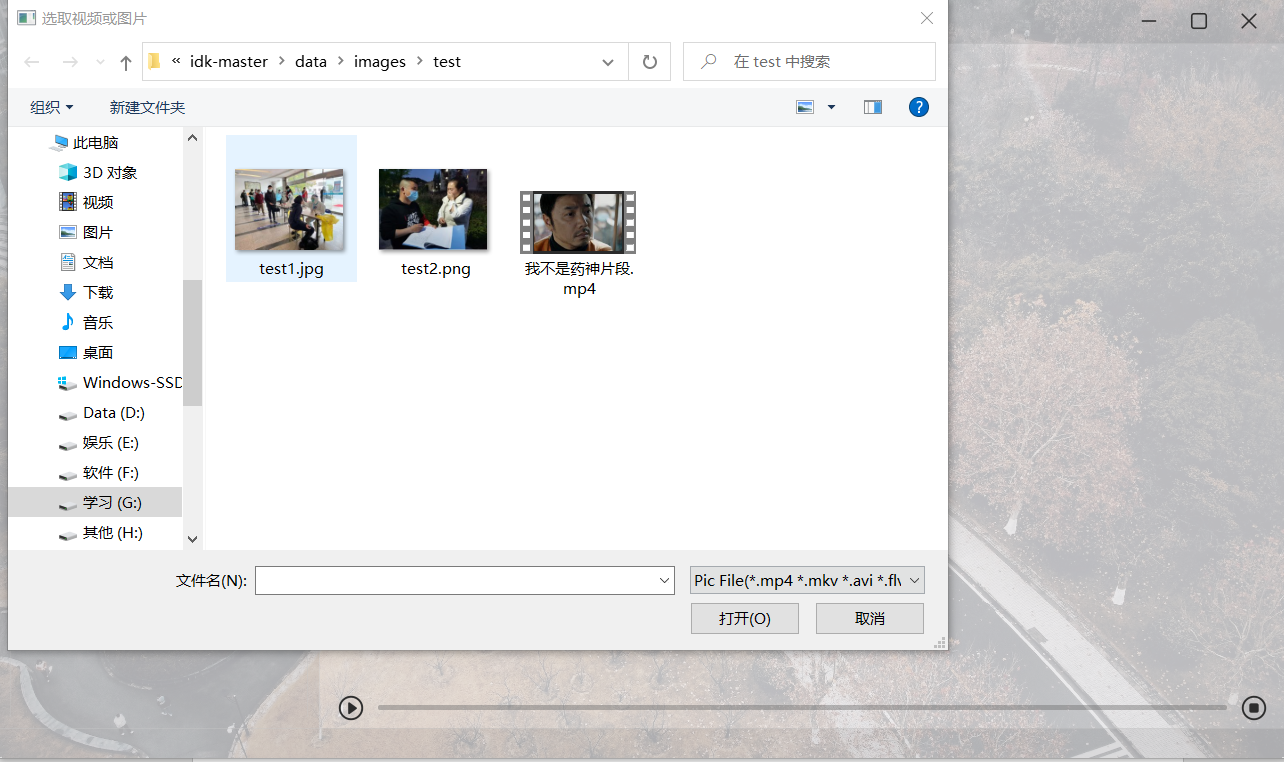 选取视频或图片
« idk-master › data › images › test
在 test 中搜索
组织
新建文件夹
此电脑
3D 对象
视频
图片
文档
下载
音乐
桌面
Windows-SSD
Data (D:)
娱乐 (E:)
软件 (F:)
学习 (G:)
其他 (H:)
test1.jpg
test2.png
我不是药神片段.
mp4
文件名(N):
Pic File(*.mp4 *.mkv *.avi *.flv
打开(O)
取消